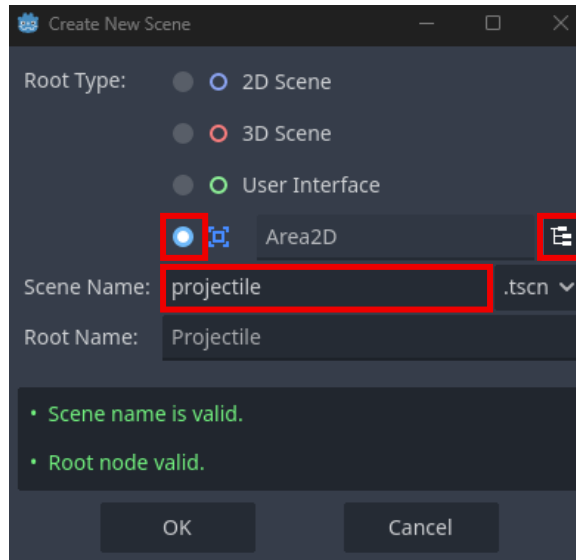 Create New Scene
Root Type:
2D Scene
3D Scene
User Interface
Area2D
Scene Name: projectile .tscn
Root Name: Projectile
• Scene name is valid.
• Root node valid.
OK Cancel